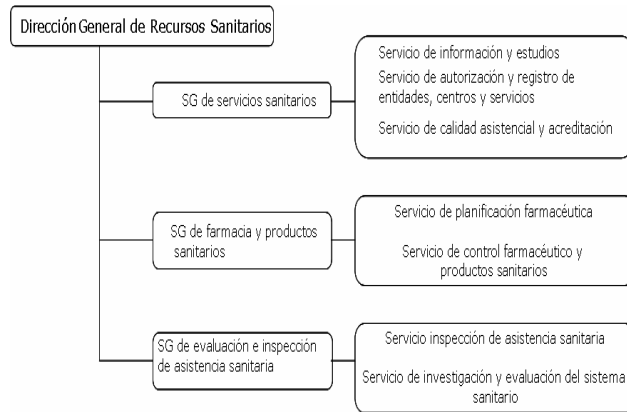 Dirección General de Recursos Sanitarios
SG de servicios sanitarios
Servicio de información y estudios
Servicio de autorización y registro de
entidades, centros y servicios
Servicio de calidad asistencial y acreditación
SG de farmacia y productos
sanitarios
Servicio de planificación farmacéutica
Servicio de control farmacéutico y
productos sanitarios
SG de evaluación e inspección
de asistencia sanitaria
Servicio inspección de asistencia sanitaria
Servicio de investigación y evaluación del sistema
sanitario